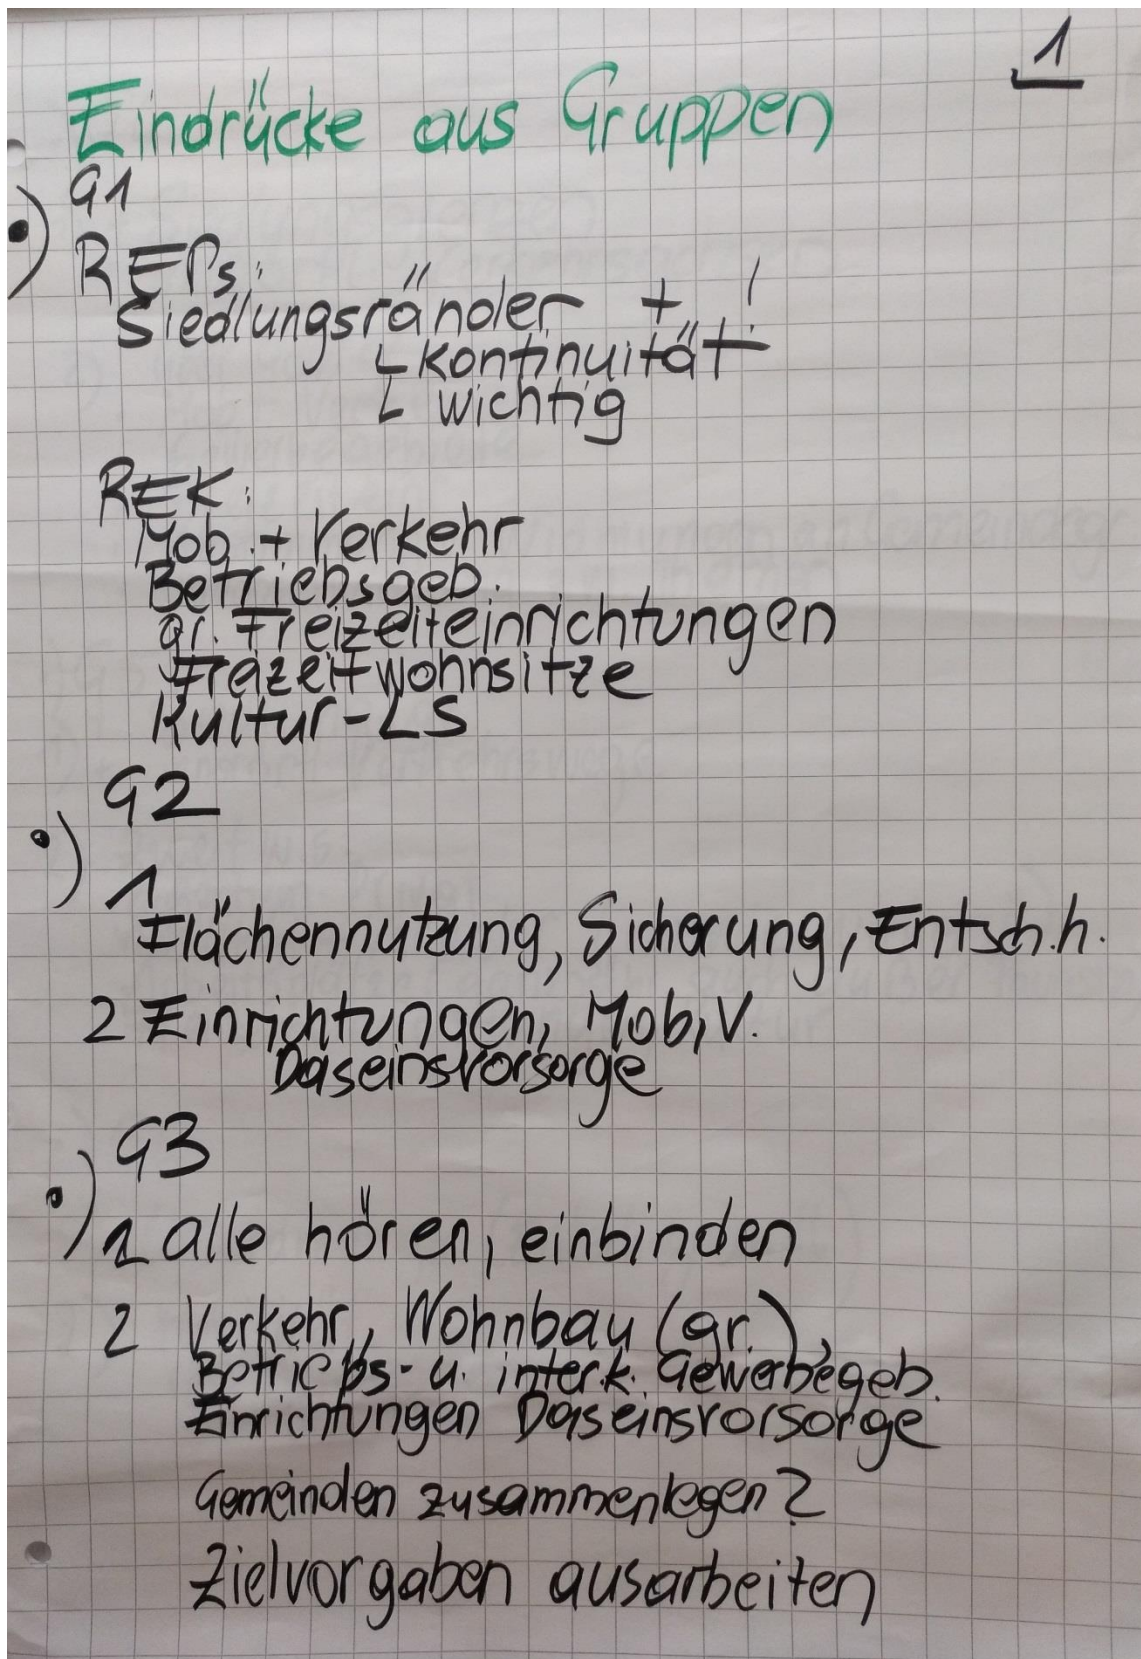 1
Eindrücke aus Gruppen
•) G1
REPs:
Siedlungsränder + !
└ kontinuität
└ wichtig
REK:
Mob. + Verkehr
Betriebsgeb.
gr. Freizeiteinrichtungen
Freizeitwohnsitze
Kultur-LS
•) G2
1
Flächennutzung, Sicherung, Entsch.h.
2 Einrichtungen, Mob, V.
Daseinsvorsorge
•) G3
1 alle hören, einbinden
2 Verkehr, Wohnbau (gr.),
Betriebs- u. interk. Gewerbegeb.
Einrichtungen Daseinsvorsorge
Gemeinden zusammenlegen?
Zielvorgaben ausarbeiten